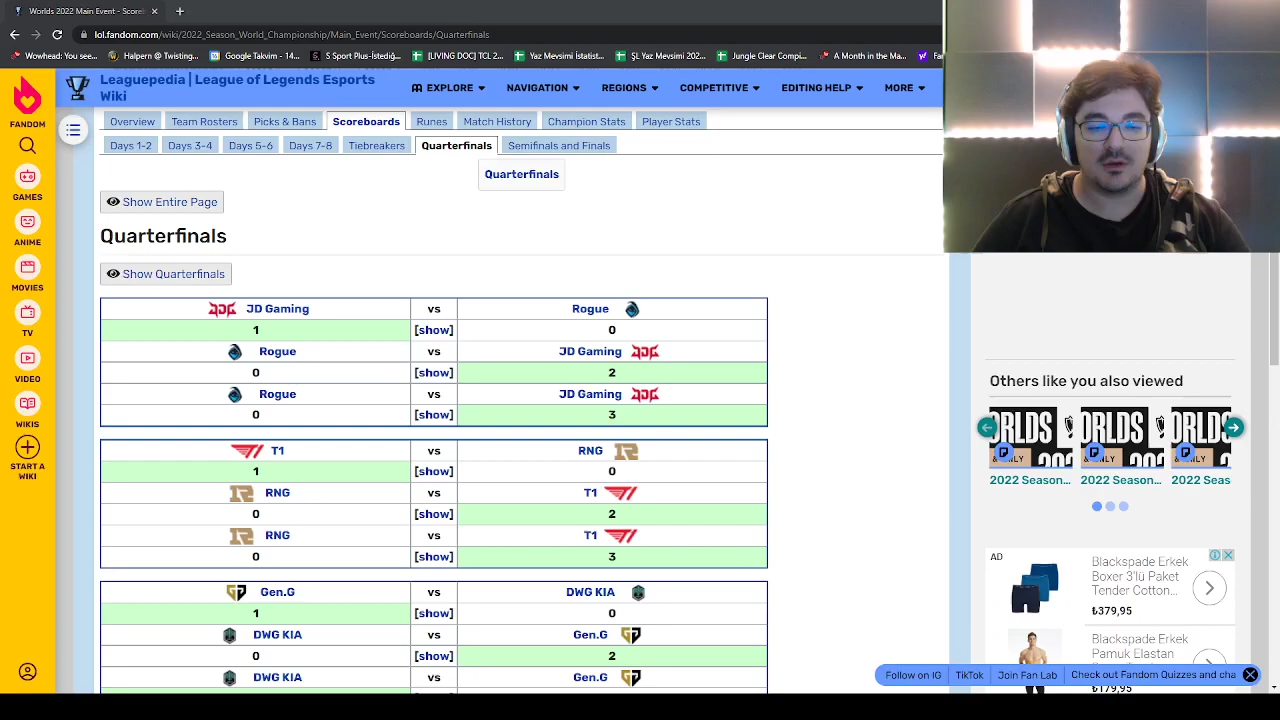 Worlds 2022 Main Event - Scoreb
lol.fandom.com/wiki/2022_Season_World_Championship/Main_Event/Scoreboards/Quarterfinals
Wowhead: You seem... Halpern @ Twisting... Google Takvim - 14... S Sport Plus-İstediğ... [LIVING DOC] TCL 2... Yaz Mevsimi İstatist... ŞL Yaz Mevsimi 202... Jungle Clear Compi... A Month in the Ma... Fant
Leaguepedia | League of Legends Esports
Wiki
EXPLORE NAVIGATION REGIONS COMPETITIVE EDITING HELP MORE
FANDOM
GAMES
ANIME
MOVIES
TV
VIDEO
WIKIS
START A
WIKI
Overview Team Rosters Picks & Bans Scoreboards Runes Match History Champion Stats Player Stats
Days 1-2 Days 3-4 Days 5-6 Days 7-8 Tiebreakers Quarterfinals Semifinals and Finals
Quarterfinals
Show Entire Page
Quarterfinals
Show Quarterfinals
JD Gaming vs Rogue
1 [show] 0
Rogue vs JD Gaming
0 [show] 2
Rogue vs JD Gaming
0 [show] 3
T1 vs RNG
1 [show] 0
RNG vs T1
0 [show] 2
RNG vs T1
0 [show] 3
Gen.G vs DWG KIA
1 [show] 0
DWG KIA vs Gen.G
0 [show] 2
DWG KIA vs Gen.G
Others like you also viewed
2022 Season... 2022 Season... 2022 Seas
AD
Blackspade Erkek
Boxer 3'lü Paket
Tender Cotton...
₺379,95
Blackspade Erkek
Pamuk Elastan
₺179,95
Follow on IG TikTok Join Fan Lab Check out Fandom Quizzes and cha